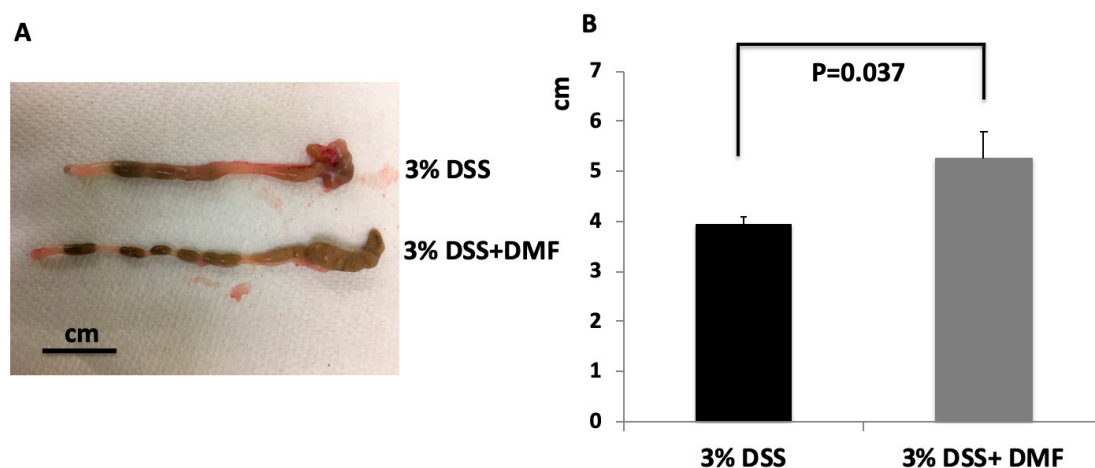 A
3% DSS
3% DSS+DMF
cm
B
P=0.037
cm
7
6
5
4
3
2
1
0
3% DSS
3% DSS+ DMF